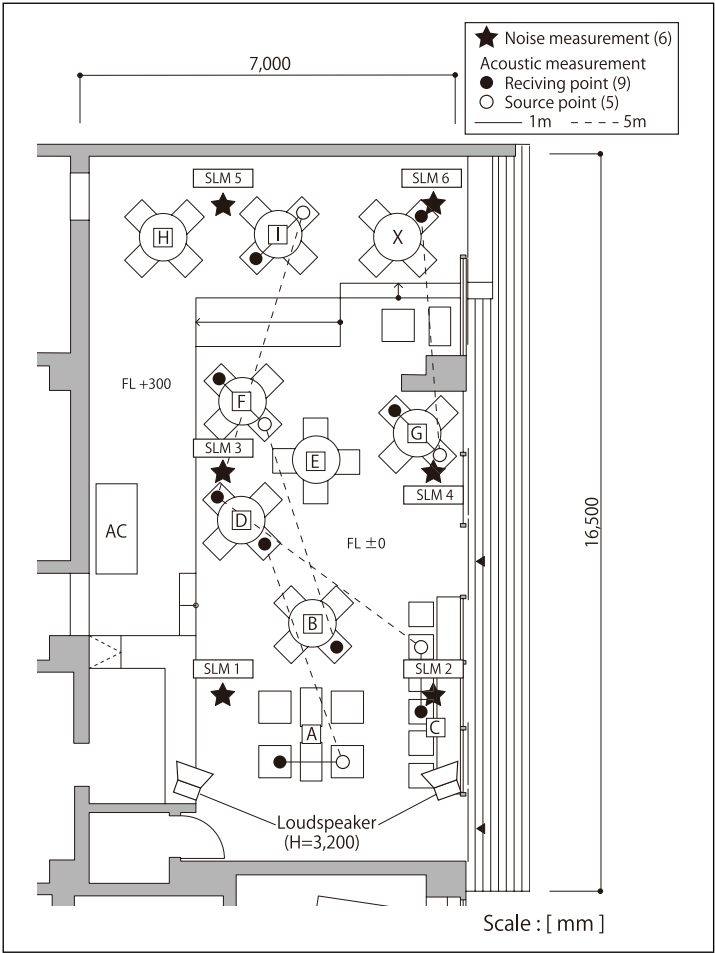 Noise measurement (6)
Acoustic measurement
Reciving point (9)
Source point (5)
1m 5m
7,000
SLM 5
SLM 6
H
I
X
FL +300
F
G
SLM 3
E
SLM 4
16,500
AC
D
FL ±0
B
SLM 1
SLM 2
A
C
Loudspeaker
(H=3,200)
Scale : [ mm ]